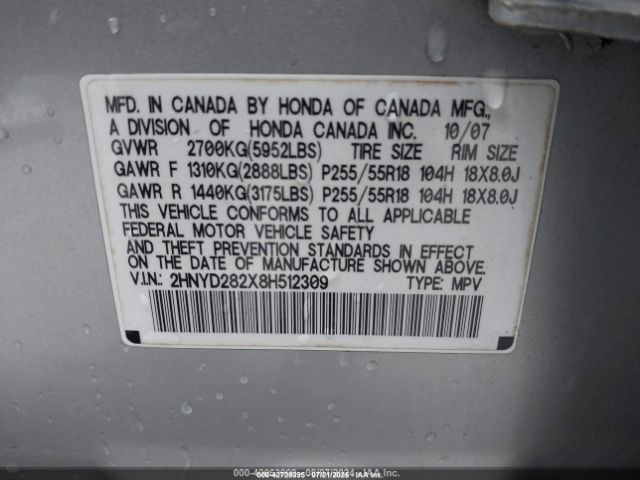 MFD. IN CANADA BY HONDA OF CANADA MFG.,
A DIVISION OF HONDA CANADA INC. 10/07
GVWR 2700KG(5952LBS) TIRE SIZE RIM SIZE
GAWR F 1310KG(2888LBS) P255/55R18 104H 18X8.0J
GAWR R 1440KG(3175LBS) P255/55R18 104H 18X8.0J
THIS VEHICLE CONFORMS TO ALL APPLICABLE
FEDERAL MOTOR VEHICLE SAFETY
AND THEFT PREVENTION STANDARDS IN EFFECT
ON THE DATE OF MANUFACTURE SHOWN ABOVE.
V.I.N.: 2HNYD282X8H512309 TYPE: MPV